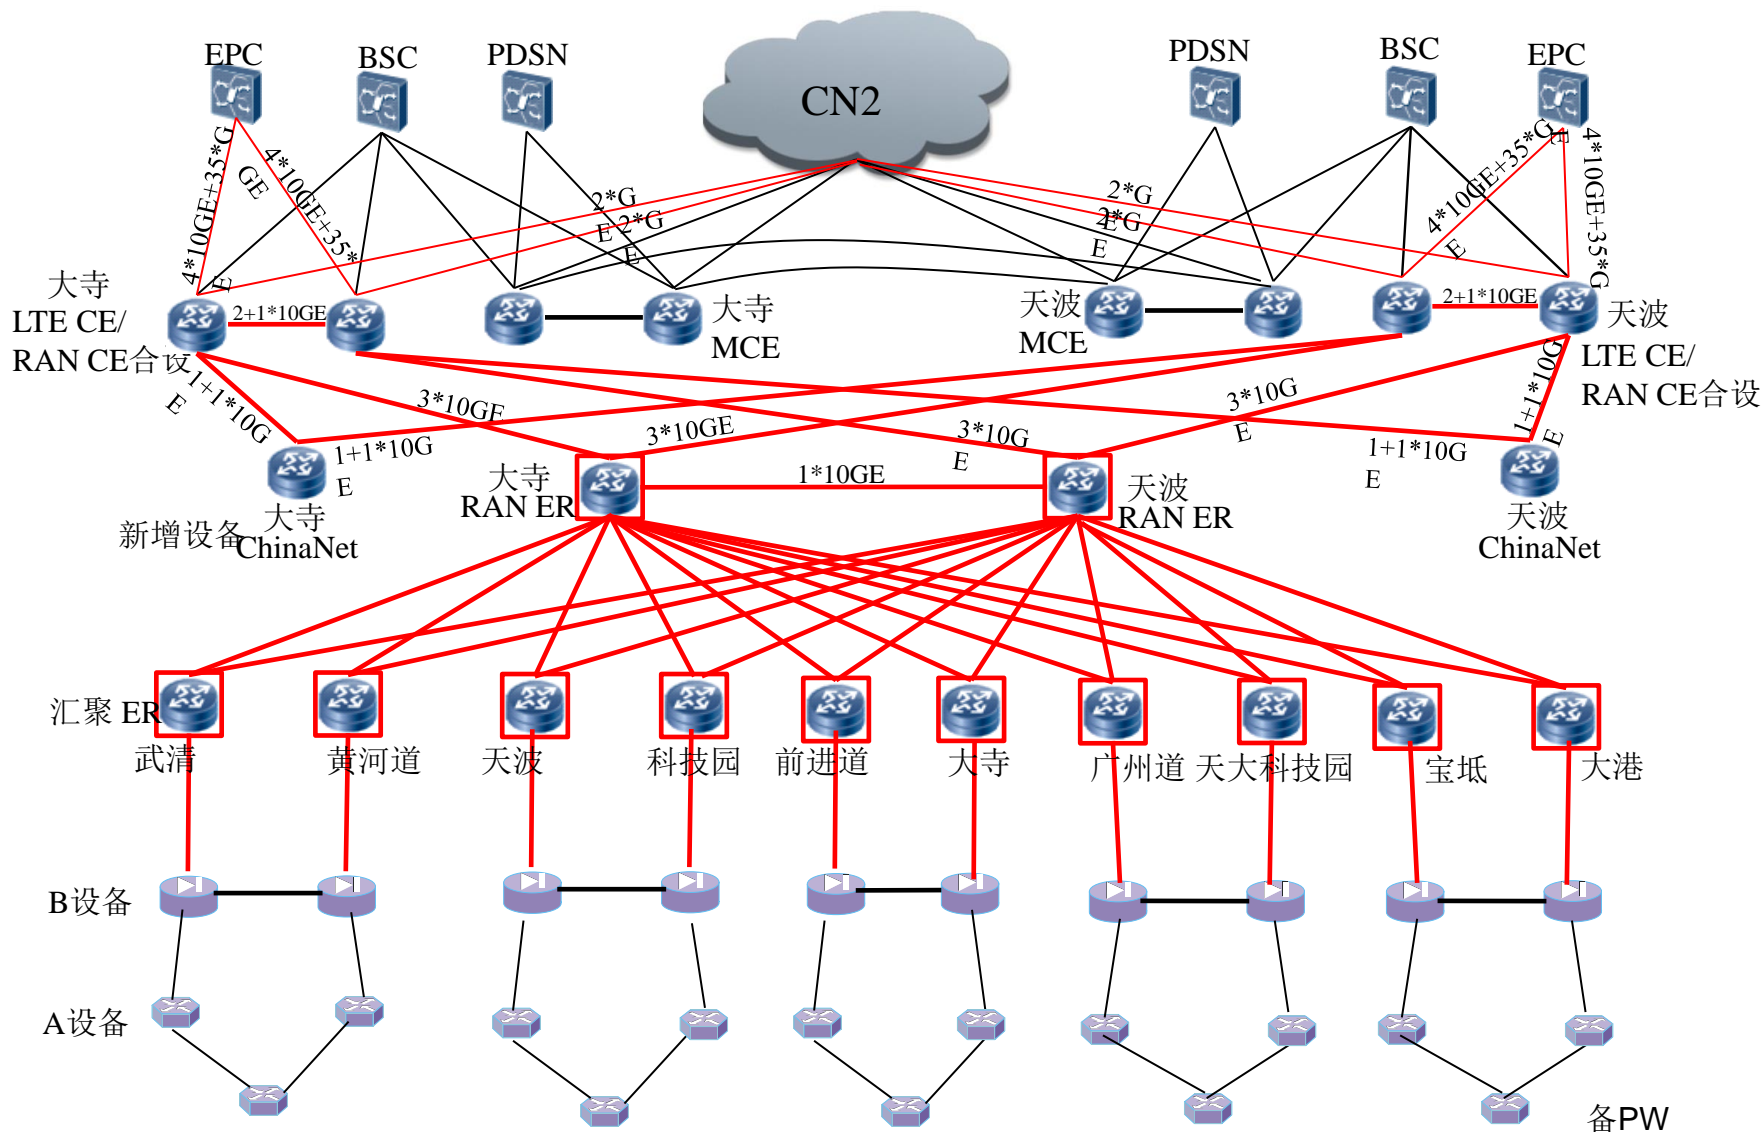 EPC
BSC
PDSN
CN2
PDSN
BSC
EPC
4*10GE+35*G
E
4*10GE+35*
GE
2*G
E
2*G
E
2*G
E
2*G
E
4*10GE+35*G
E
4*10GE+35*G
E
大寺
LTE CE/
RAN CE合设
2+1*10GE
大寺
MCE
天波
MCE
2+1*10GE
天波
LTE CE/
RAN CE合设
1+1*10G
E
3*10GE
3*10GE
3*10G
E
3*10G
E
1+1*10G
E
1+1*10G
E
1+1*10G
E
大寺
ChinaNet
新增设备
大寺
RAN ER
1*10GE
天波
RAN ER
天波
ChinaNet
汇聚 ER
武清
黄河道
天波
科技园
前进道
大寺
广州道
天大科技园
宝坻
大港
B设备
A设备
备PW